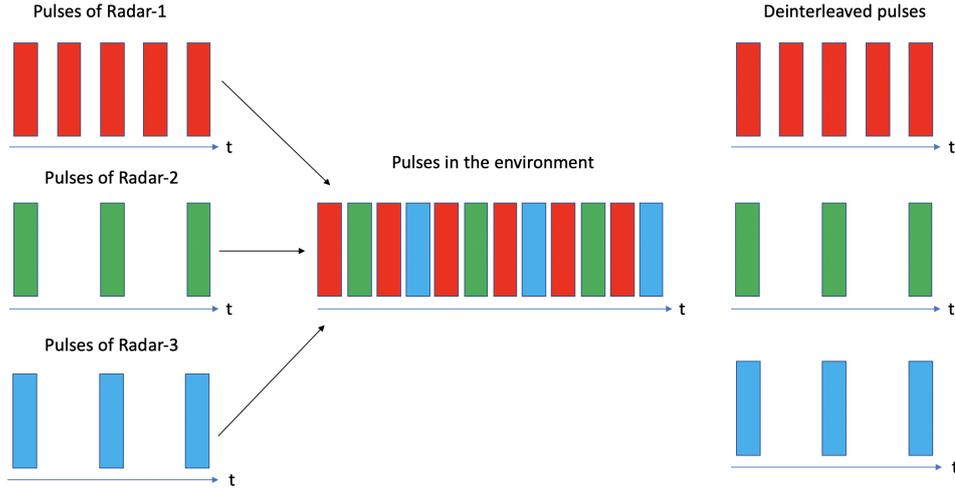 Pulses of Radar-1
t
Pulses of Radar-2
t
Pulses of Radar-3
t
Pulses in the environment
t
Deinterleaved pulses
t
t
t